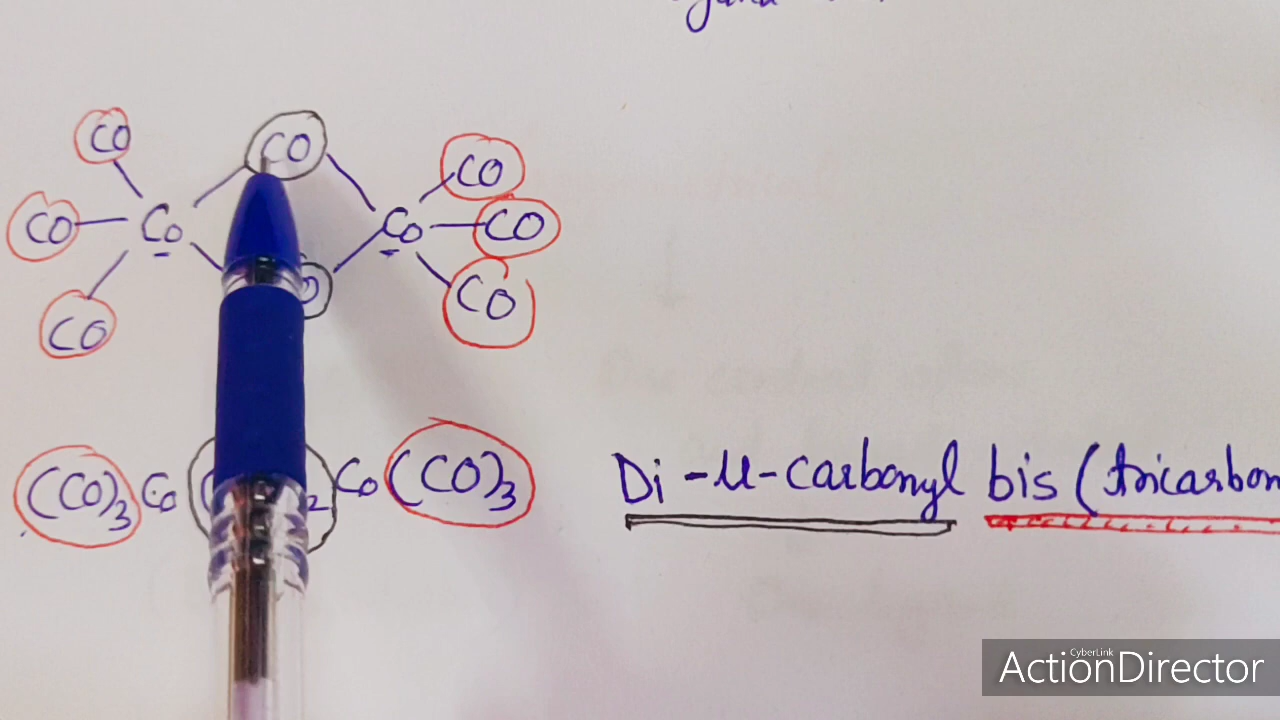 CO CO CO
CO Co Co CO
CO CO
(CO)3 Co Co (CO)3
Di-μ-carbonyl bis (tricarbon
CyberLink
ActionDirector